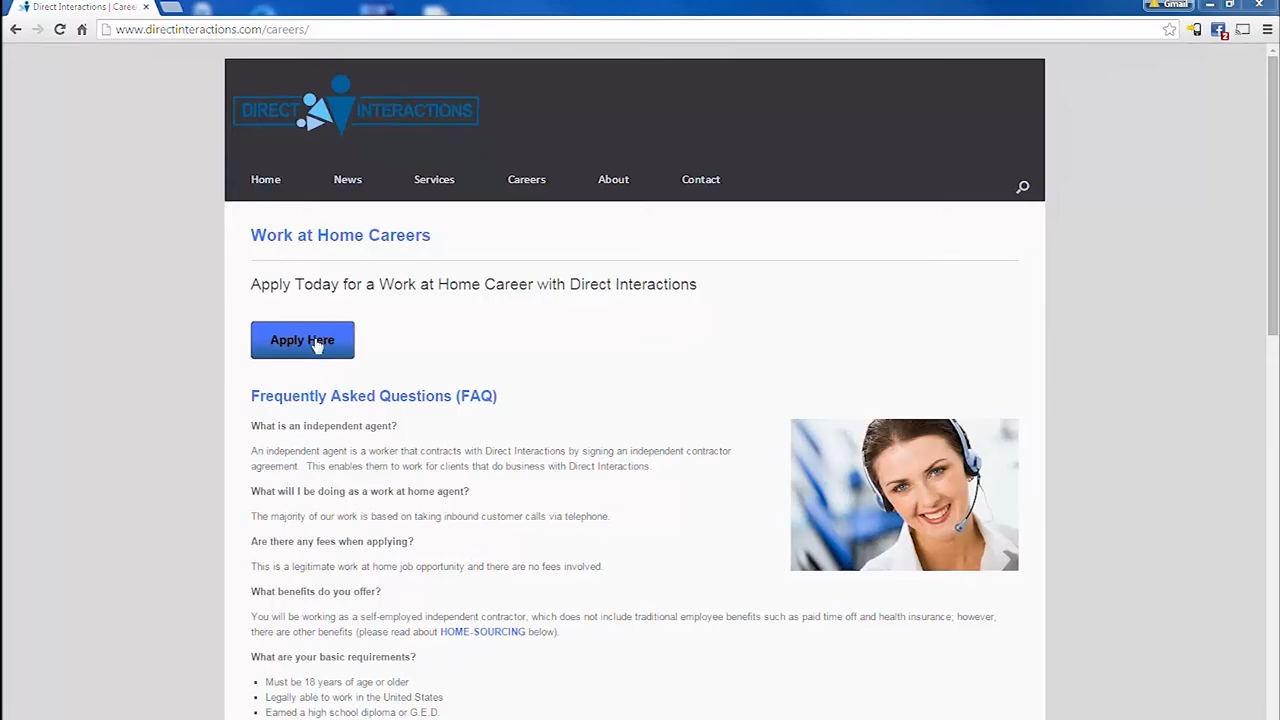 Direct Interactions | Caree
Gmail
www.directinteractions.com/careers/
2
DIRECT INTERACTIONS
Home News Services Careers About Contact
Work at Home Careers
Apply Today for a Work at Home Career with Direct Interactions
Apply Here
Frequently Asked Questions (FAQ)
What is an independent agent?
An independent agent is a worker that contracts with Direct Interactions by signing an independent contractor
agreement. This enables them to work for clients that do business with Direct Interactions.
What will I be doing as a work at home agent?
The majority of our work is based on taking inbound customer calls via telephone.
Are there any fees when applying?
This is a legitimate work at home job opportunity and there are no fees involved.
What benefits do you offer?
You will be working as a self-employed independent contractor, which does not include traditional employee benefits such as paid time off and health insurance; however,
there are other benefits (please read about HOME-SOURCING below).
What are your basic requirements?
Must be 18 years of age or older
Legally able to work in the United States
Earned a high school diploma or G.E.D.